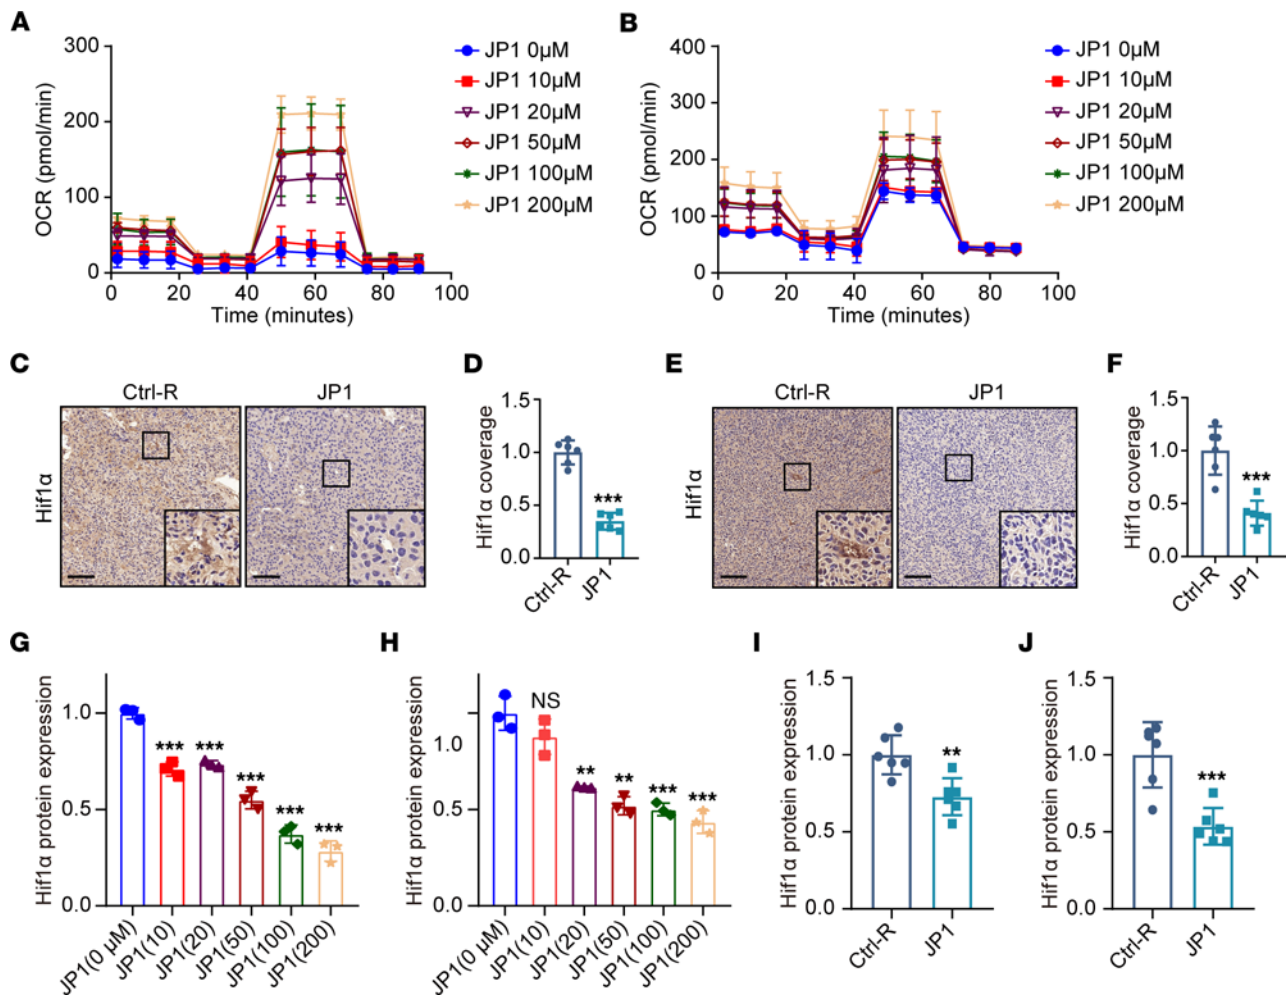 A
OCR (pmol/min)
300
200
100
0
0 20 40 60 80 100
Time (minutes)
JP1 0μM
JP1 10μM
JP1 20μM
JP1 50μM
JP1 100μM
JP1 200μM
B
OCR (pmol/min)
400
300
200
100
0
0 20 40 60 80 100
Time (minutes)
JP1 0μM
JP1 10μM
JP1 20μM
JP1 50μM
JP1 100μM
JP1 200μM
C
Ctrl-R JP1
Hif1α
D
Hif1α coverage
1.5
1.0
0.5
0.0
***
Ctrl-R JP1
E
Ctrl-R JP1
Hif1α
F
Hif1α coverage
1.5
1.0
0.5
0.0
***
Ctrl-R JP1
G
Hif1α protein expression
1.0
0.5
0.0
*** *** *** *** ***
JP1(0 μM) JP1(10) JP1(20) JP1(50) JP1(100) JP1(200)
H
Hif1α protein expression
1.0
0.5
0.0
NS ** ** *** ***
JP1(0 μM) JP1(10) JP1(20) JP1(50) JP1(100) JP1(200)
I
Hif1α protein expression
1.5
1.0
0.5
0.0
**
Ctrl-R JP1
J
Hif1α protein expression
1.5
1.0
0.5
0.0
***
Ctrl-R JP1